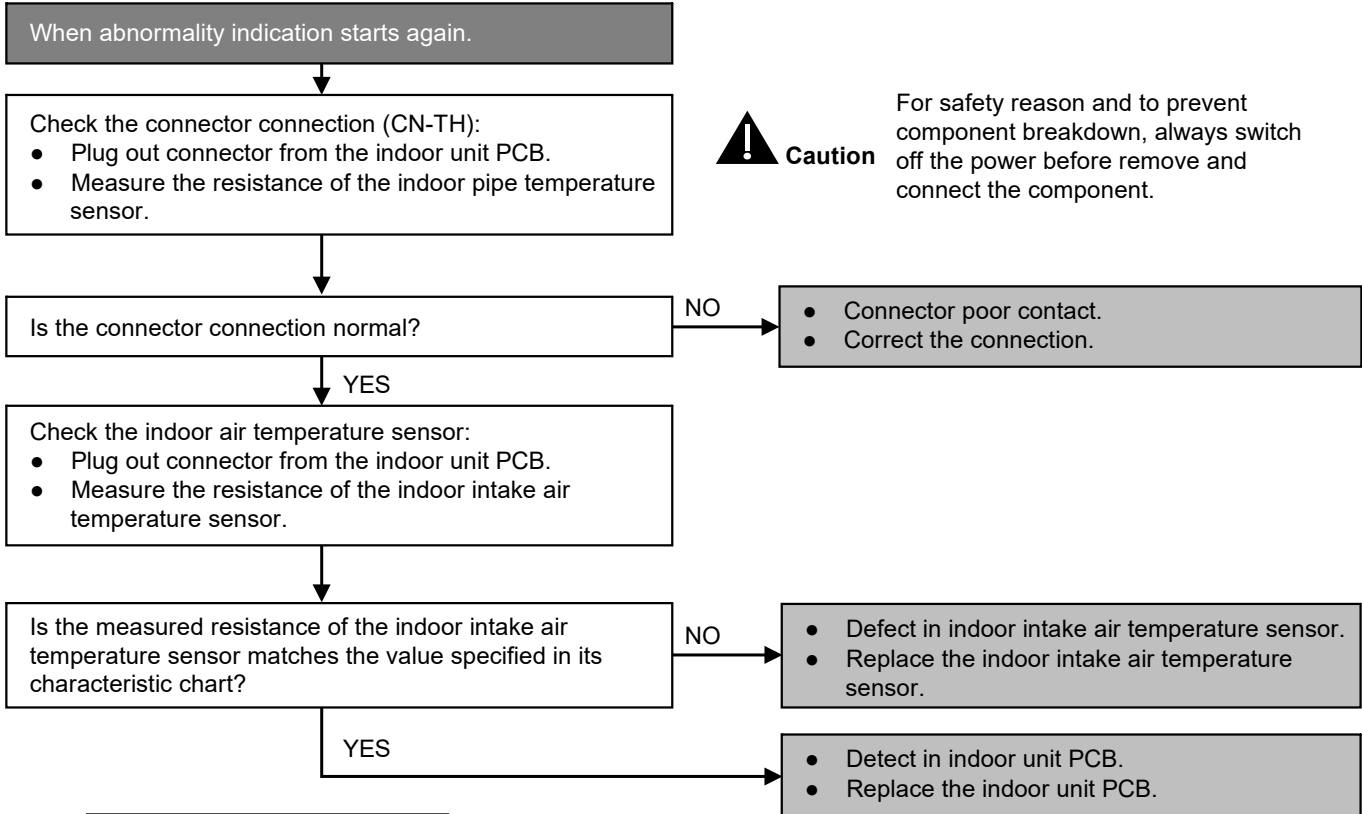 When abnormality indication starts again.
Check the connector connection (CN-TH):
● Plug out connector from the indoor unit PCB.
● Measure the resistance of the indoor pipe temperature
sensor.
Caution
For safety reason and to prevent
component breakdown, always switch
off the power before remove and
connect the component.
Is the connector connection normal?
NO
● Connector poor contact.
● Correct the connection.
YES
Check the indoor air temperature sensor:
● Plug out connector from the indoor unit PCB.
● Measure the resistance of the indoor intake air
temperature sensor.
Is the measured resistance of the indoor intake air
temperature sensor matches the value specified in its
characteristic chart?
NO
● Defect in indoor intake air temperature sensor.
● Replace the indoor intake air temperature
sensor.
YES
● Detect in indoor unit PCB.
● Replace the indoor unit PCB.